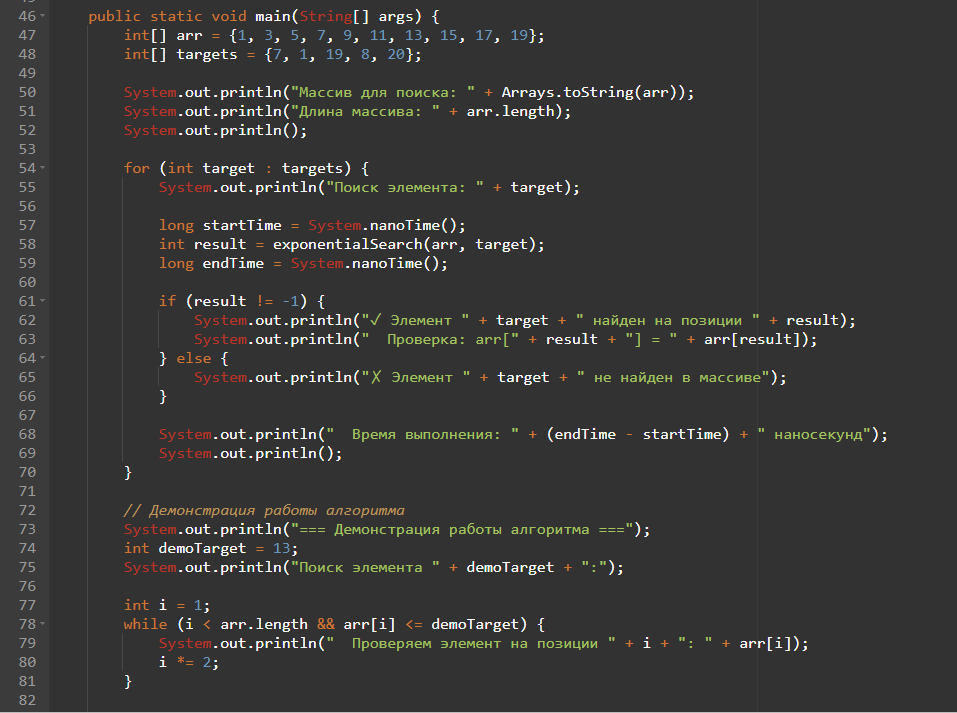 46 public static void main(String[] args) {
47 int[] arr = {1, 3, 5, 7, 9, 11, 13, 15, 17, 19};
48 int[] targets = {7, 1, 19, 8, 20};
49
50 System.out.println("Массив для поиска: " + Arrays.toString(arr));
51 System.out.println("Длина массива: " + arr.length);
52 System.out.println();
53
54 for (int target : targets) {
55 System.out.println("Поиск элемента: " + target);
56
57 long startTime = System.nanoTime();
58 int result = exponentialSearch(arr, target);
59 long endTime = System.nanoTime();
60
61 if (result != -1) {
62 System.out.println("✓ Элемент " + target + " найден на позиции " + result);
63 System.out.println("  Проверка: arr[" + result + "] = " + arr[result]);
64 } else {
65 System.out.println("✗ Элемент " + target + " не найден в массиве");
66 }
67
68 System.out.println("  Время выполнения: " + (endTime - startTime) + " наносекунд");
69 System.out.println();
70 }
71
72 // Демонстрация работы алгоритма
73 System.out.println("=== Демонстрация работы алгоритма ===");
74 int demoTarget = 13;
75 System.out.println("Поиск элемента " + demoTarget + ":");
76
77 int i = 1;
78 while (i < arr.length && arr[i] <= demoTarget) {
79 System.out.println("  Проверяем элемент на позиции " + i + ": " + arr[i]);
80 i *= 2;
81 }
82